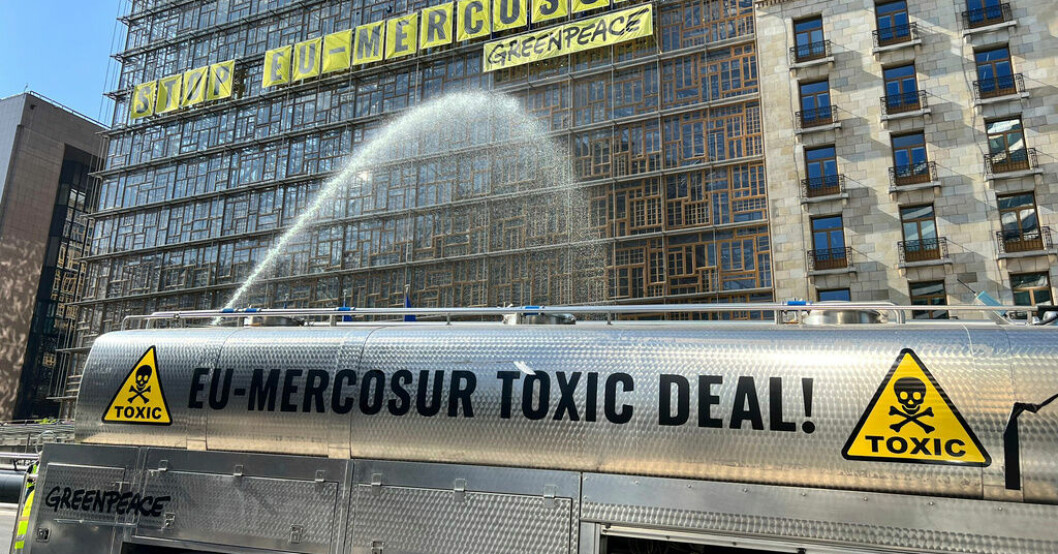 STOP EU-MERCOSUR
GREENPEACE
EU-MERCOSUR TOXIC DEAL!
TOXIC
TOXIC
GREENPEACE